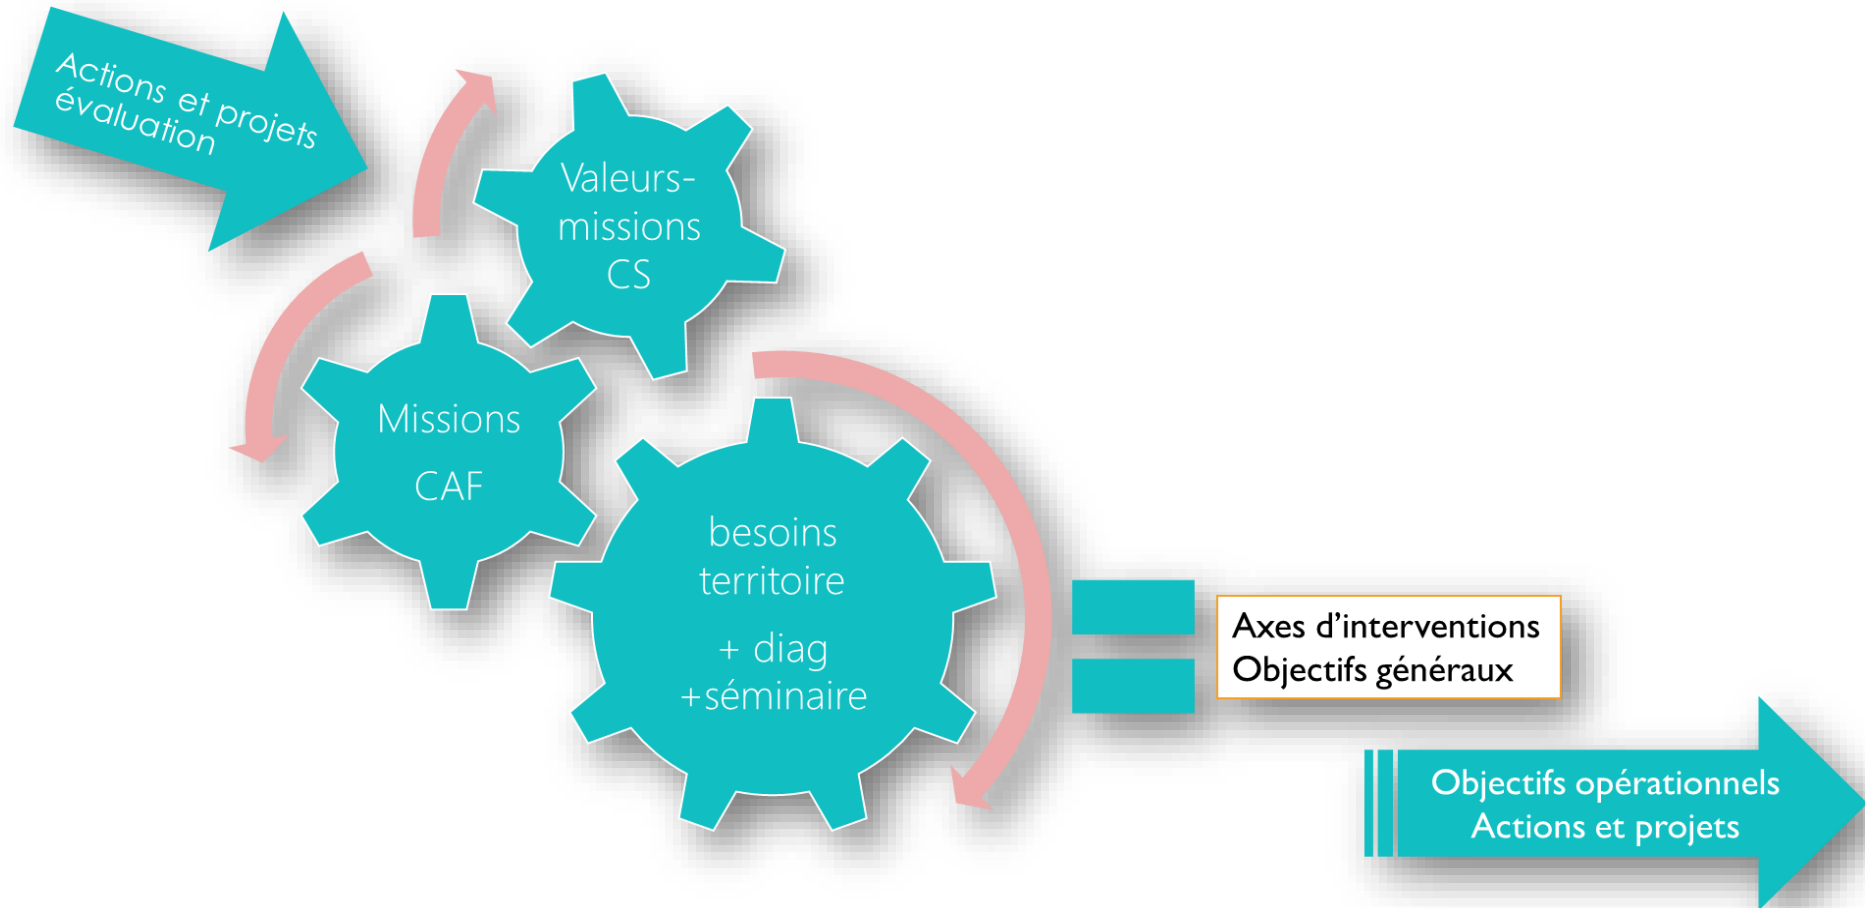 Actions et projets
évaluation
Valeurs-
missions
CS
Missions
CAF
besoins
territoire
+ diag
+séminaire
Axes d’interventions
Objectifs généraux
Objectifs opérationnels
Actions et projets